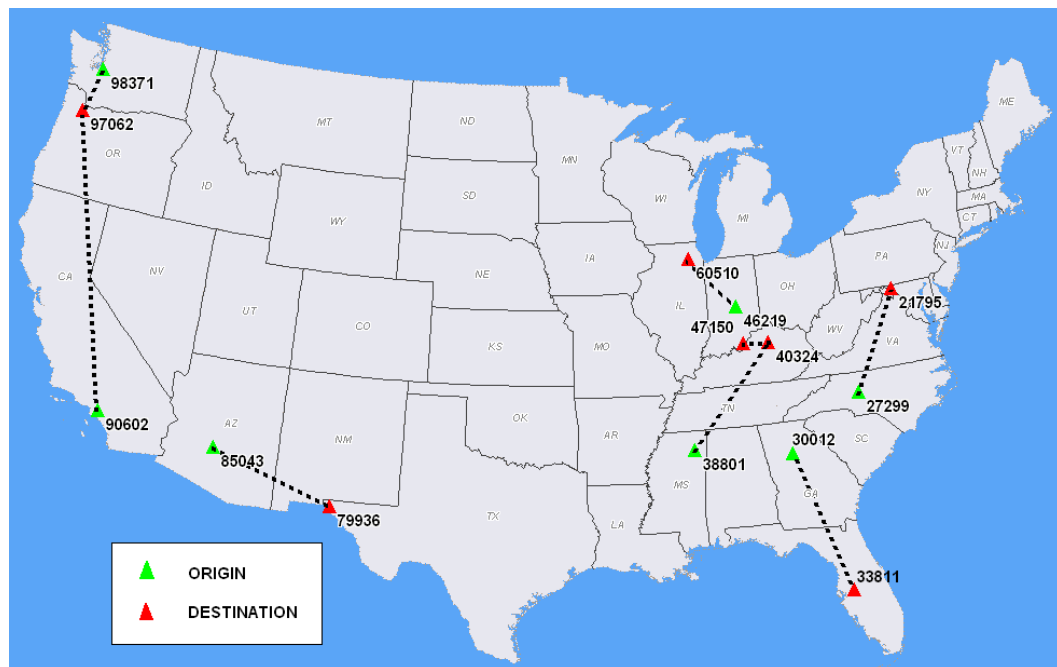 98371
97062
MT
ND
ME
MN
VT
NH
OR
ID
SD
WI
NY
MA
WY
MI
CT
PA
NJ
CA
NV
60510
IA
NE
OH
21795
UT
IL
47150
46219
CO
WV
VA
KS
MO
40324
90602
TN
27299
AZ
OK
85043
NM
AR
38801
30012
SC
MS
GA
79936
TX
LA
33811
ORIGIN
DESTINATION